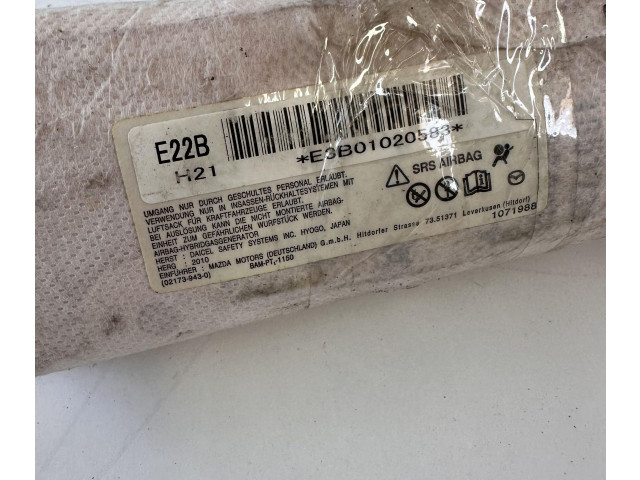 E22B
H21
*E3B01020583*
SRS AIRBAG
UMGANG NUR DURCH GESCHULTES PERSONAL ERLAUBT.
VERWENDUNG NUR IN INSASSEN-RÜCKHALTESYSTEMEN MIT
LUFTSACK FÜR KRAFTFAHRZEUGE ERLAUBT.
BEI AUSLÖSUNG KANN DIE NICHT MONTIERTE AIRBAG-
EINHEIT ZUM GEFÄHRLICHEN WURFSTÜCK WERDEN.
AIRBAG-HYBRIDGASGENERATOR
HERST : DAICEL SAFETY SYSTEMS INC. HYOGO, JAPAN
HERG : 2010
EINFÜHRER : MAZDA MOTORS (DEUTSCHLAND) G.m.b.H. Hitdorfer Strasse 73.51371 Leverkusen (Hitdorf)
(02173-943-0)
BAM-PT₁-1150
1071988